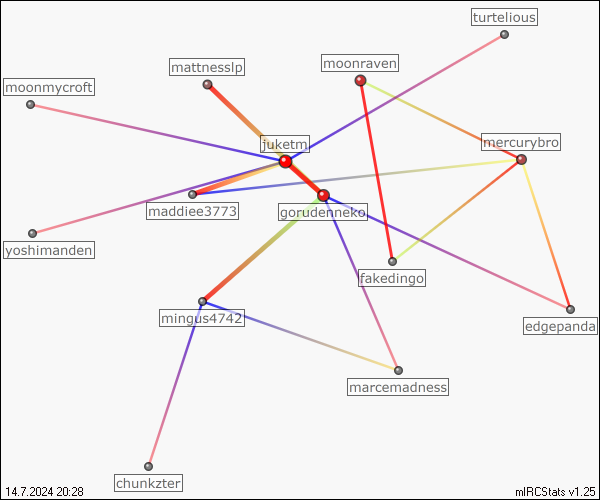 turtelious
moonraven
mattnesslp
moonmycroft
mercurybro
juketm
maddiee3773
gorudenneko
yoshimanden
fakedingo
mingus4742
edgepanda
marcemadness
chunkzter
14.7.2024 20:28
mIRCStats v1.25